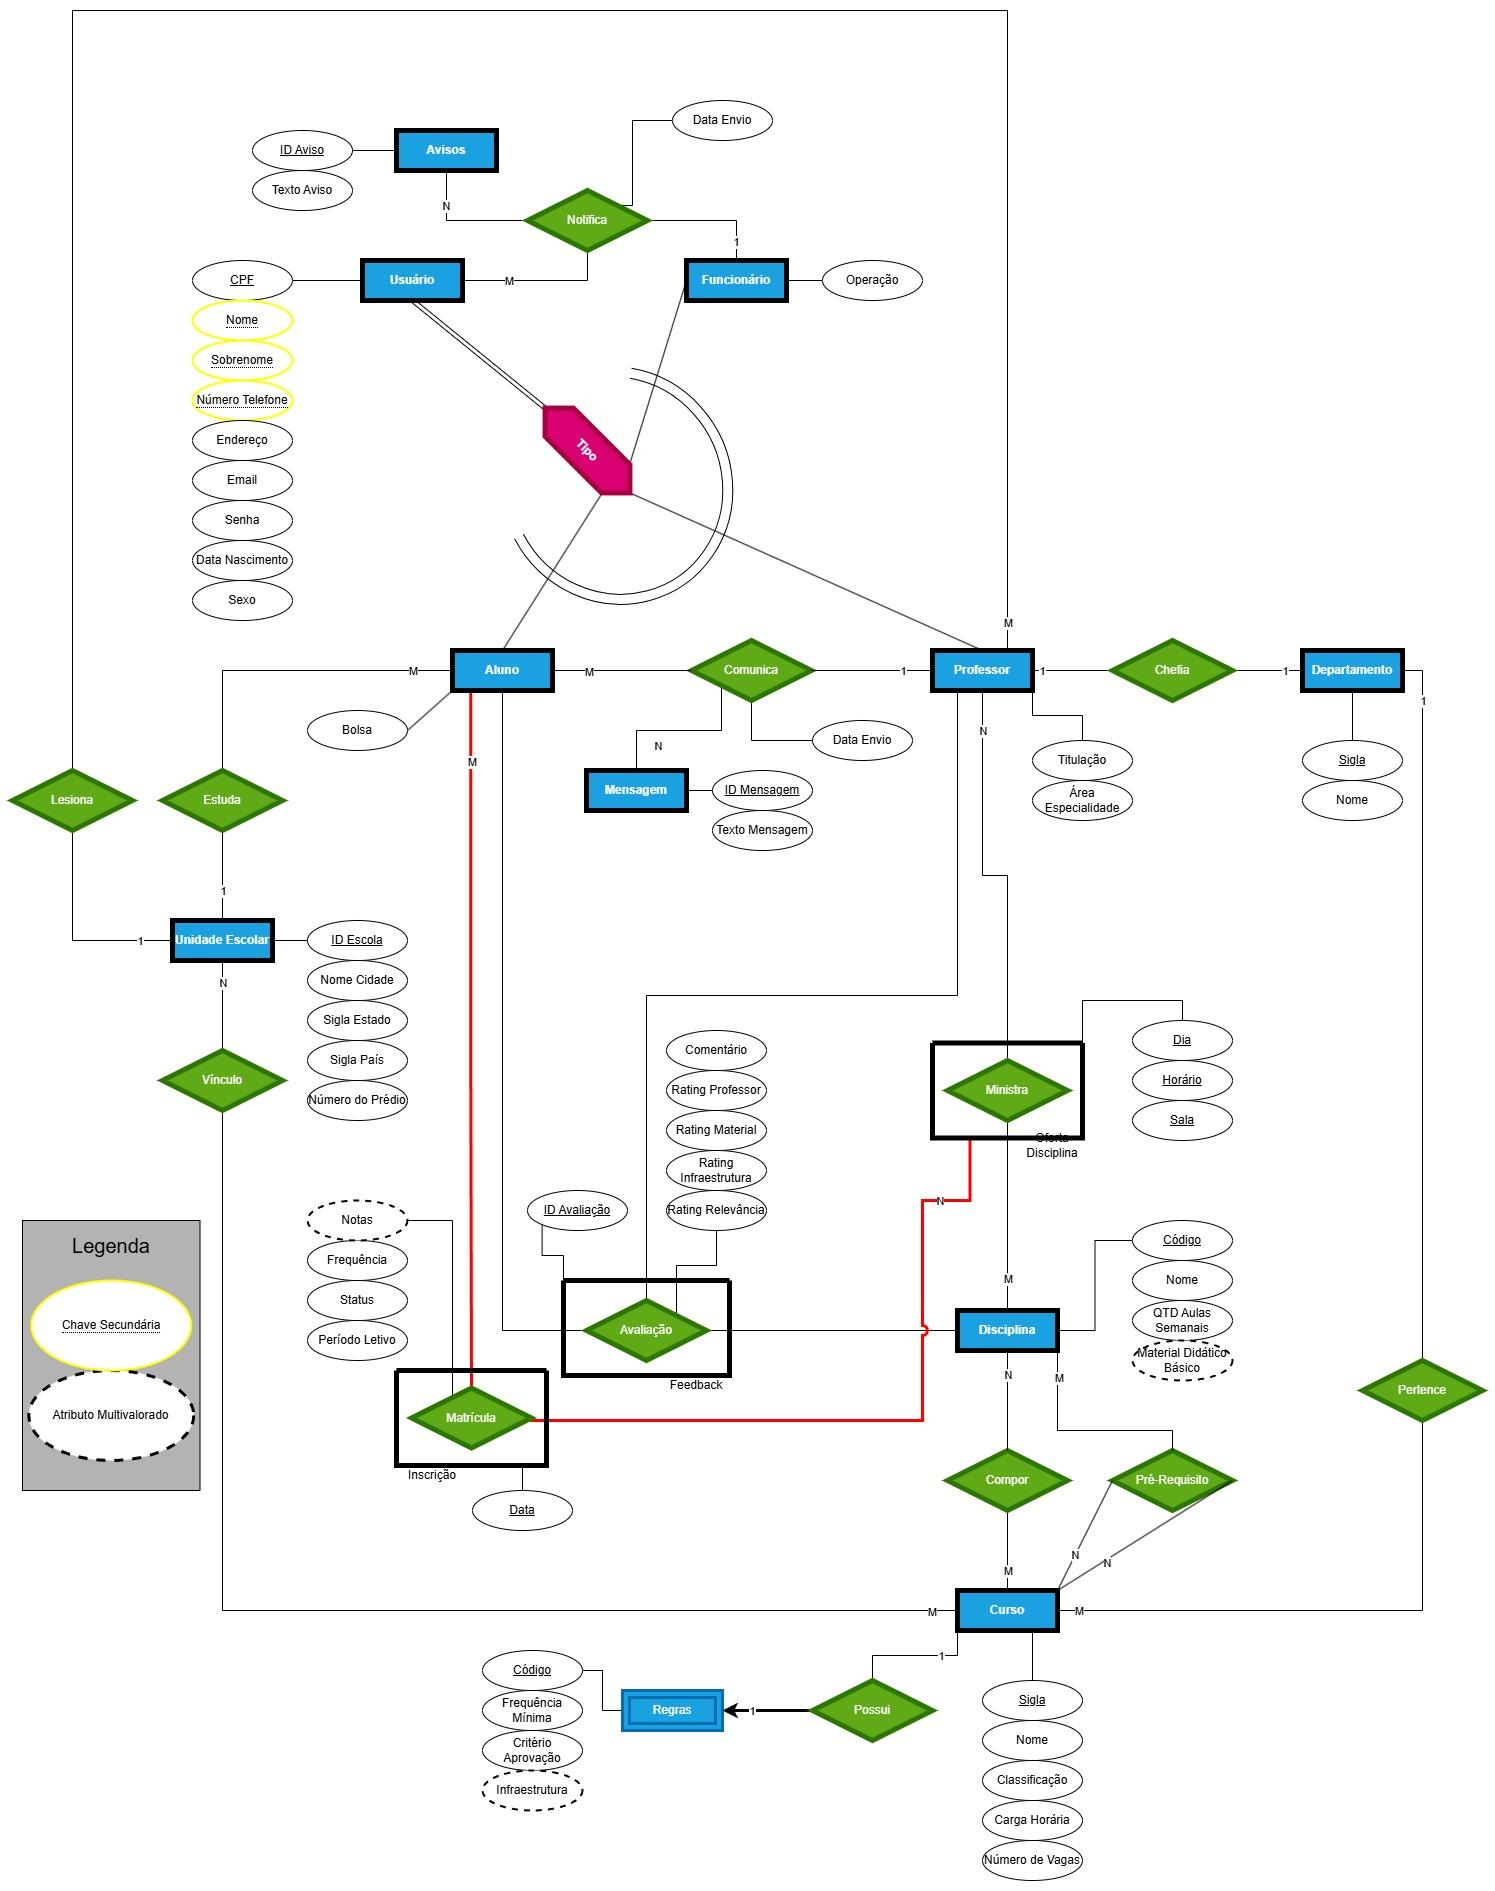 Data Envio
ID Aviso
Avisos
Texto Aviso
N
Notifica
1
CPF
Usuário
M
Funcionário
Operação
Nome
Sobrenome
Número Telefone
Endereço
Email
Senha
Data Nascimento
Sexo
Tipo
M
M
Aluno
M
Comunica
1
Professor
1
Chefia
1
Departamento
1
Bolsa
N
Data Envio
N
M
Mensagem
ID Mensagem
Texto Mensagem
Titulação
Área
Especialidade
Sigla
Nome
Lesiona
Estuda
1
1
Unidade Escolar
ID Escola
Nome Cidade
Sigla Estado
Sigla País
Número do Prédio
N
Vínculo
Comentário
Rating Professor
Rating Material
Rating
Infraestrutura
Rating Relevância
Ministra
Oferta
Disciplina
Dia
Horário
Sala
N
Notas
Frequência
Status
Período Letivo
ID Avaliação
Avaliação
Feedback
M
Disciplina
Código
Nome
QTD Aulas
Semanais
Material Didático
Básico
N
M
Legenda
Chave Secundária
Atributo Multivalorado
Matrícula
Inscrição
Data
Pertence
Compor
Pré-Requisito
N
N
M
M
Curso
M
1
Código
Frequência
Mínima
Critério
Aprovação
Infraestrutura
Regras
1
Possui
Sigla
Nome
Classificação
Carga Horária
Número de Vagas